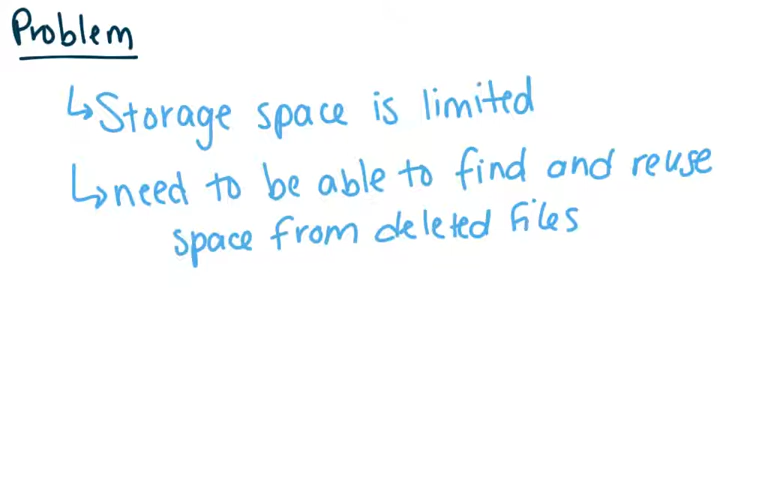 Problem
↳ Storage space is limited
↳ need to be able to find and reuse
space from deleted files